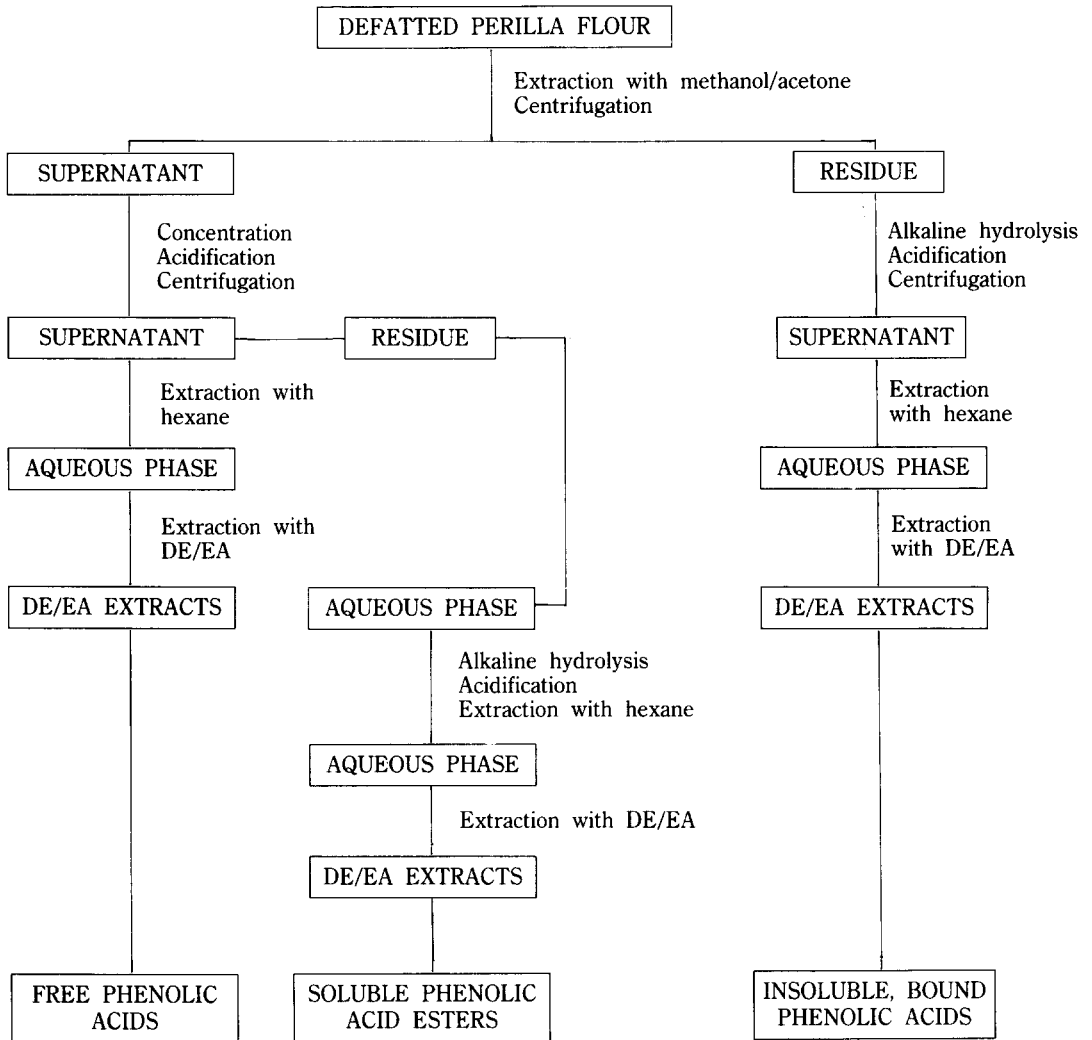 DEFATTED PERILLA FLOUR
Extraction with methanol/acetone
Centrifugation
SUPERNATANT
RESIDUE
Concentration
Acidification
Centrifugation
Alkaline hydrolysis
Acidification
Centrifugation
SUPERNATANT
RESIDUE
SUPERNATANT
Extraction with
hexane
Extraction
with hexane
AQUEOUS PHASE
AQUEOUS PHASE
Extraction with
DE/EA
Extraction
with DE/EA
DE/EA EXTRACTS
AQUEOUS PHASE
DE/EA EXTRACTS
Alkaline hydrolysis
Acidification
Extraction with hexane
AQUEOUS PHASE
Extraction with DE/EA
DE/EA EXTRACTS
FREE PHENOLIC
ACIDS
SOLUBLE PHENOLIC
ACID ESTERS
INSOLUBLE, BOUND
PHENOLIC ACIDS